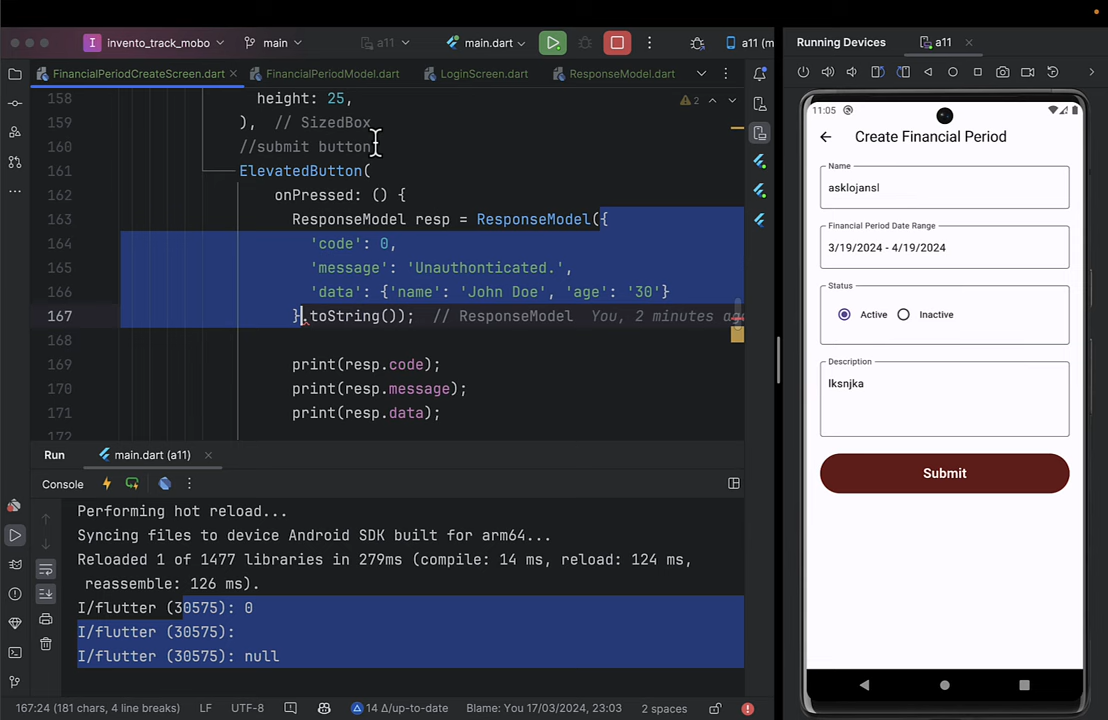 invento_track_mobo
main
a11
main.dart
a11 (m
Running Devices
a11
FinancialPeriodCreateScreen.dart
FinancialPeriodModel.dart
LoginScreen.dart
ResponseModel.dart
158 height: 25,
2
159 ), // SizedBox
160 //submit button
161 ElevatedButton(
162 onPressed: () {
163 ResponseModel resp = ResponseModel({
164 'code': 0,
165 'message': 'Unauthonticated.',
166 'data': {'name': 'John Doe', 'age': '30'}
167 }.toString()); // ResponseModel You, 2 minutes ago
168
169 print(resp.code);
170 print(resp.message);
171 print(resp.data);
172
Run
main.dart (a11)
Console
Performing hot reload...
Syncing files to device Android SDK built for arm64...
Reloaded 1 of 1477 libraries in 279ms (compile: 14 ms, reload: 124 ms,
reassemble: 126 ms).
I/flutter (30575): 0
I/flutter (30575):
I/flutter (30575): null
167:24 (181 chars, 4 line breaks)
LF
UTF-8
14 Δ/up-to-date
Blame: You 17/03/2024, 23:03
2 spaces
11:05
Create Financial Period
Name
asklojansl
Financial Period Date Range
3/19/2024 - 4/19/2024
Status
Active
Inactive
Description
lksnjka
Submit